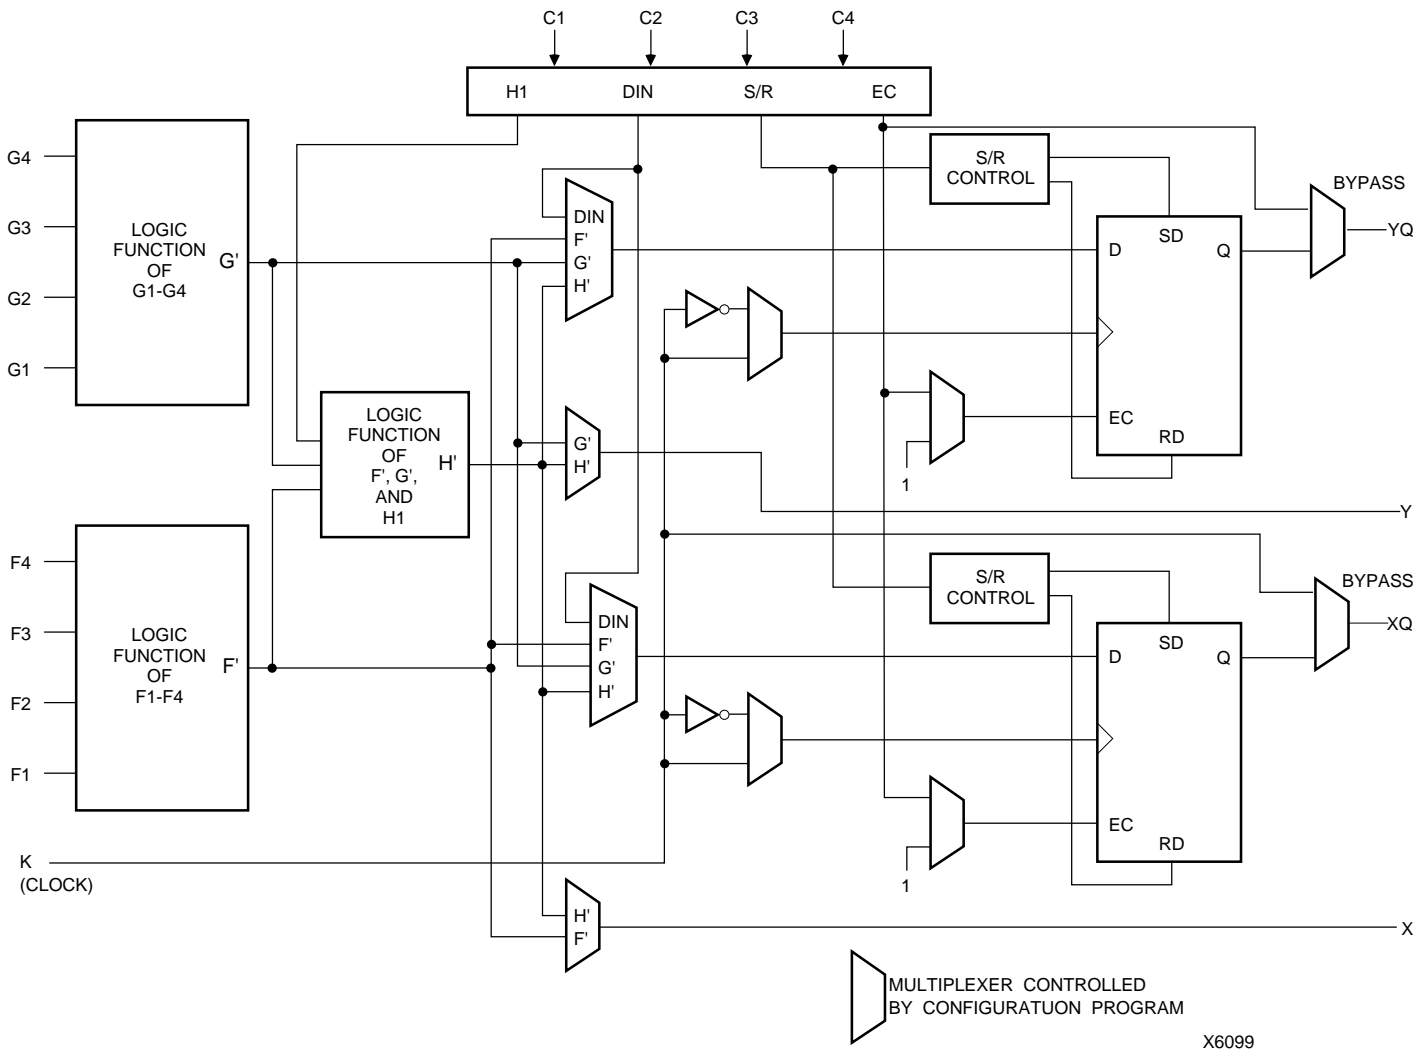 C1 C2 C3 C4
H1 DIN S/R EC
G4
G3
G2
G1
LOGIC
FUNCTION
OF
G1-G4
G'
DIN
F'
G'
H'
S/R
CONTROL
D
SD
Q
EC
RD
1
BYPASS
YQ
LOGIC
FUNCTION
OF
F', G',
AND
H1
H'
G'
H'
Y
F4
F3
F2
F1
LOGIC
FUNCTION
OF
F1-F4
F'
DIN
F'
G'
H'
S/R
CONTROL
D
SD
Q
EC
RD
1
BYPASS
XQ
K
(CLOCK)
H'
F'
X
MULTIPLEXER CONTROLLED
BY CONFIGURATUON PROGRAM
X6099